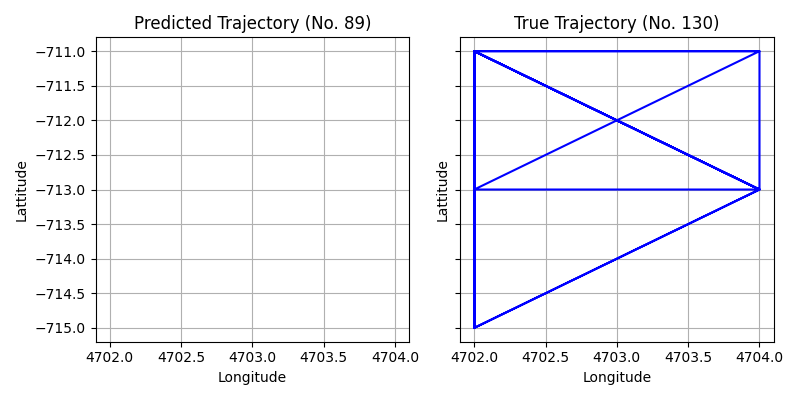 Predicted Trajectory (No. 89)
True Trajectory (No. 130)
Lattitude
−711.0
−711.5
−712.0
−712.5
−713.0
−713.5
−714.0
−714.5
−715.0
4702.0 4702.5 4703.0 4703.5 4704.0
Longitude
Lattitude
4702.0 4702.5 4703.0 4703.5 4704.0
Longitude